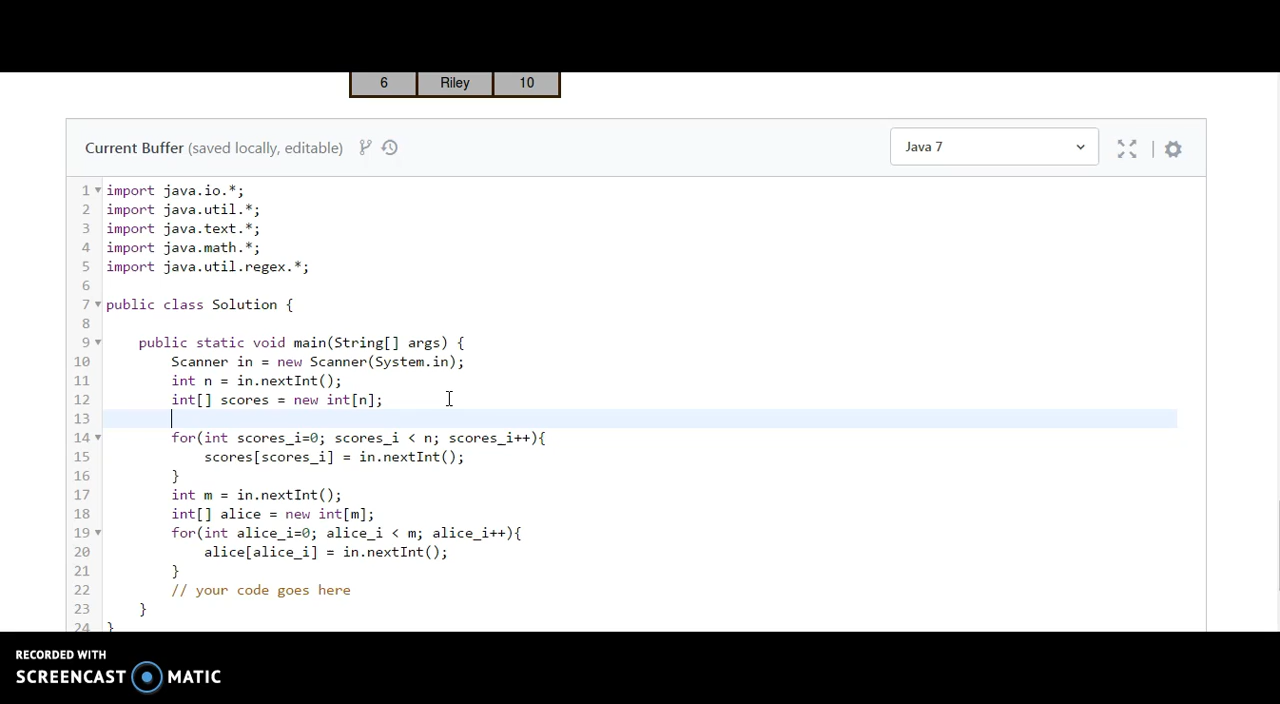 6 Riley 10
Current Buffer (saved locally, editable) Java 7
1 import java.io.*;
2 import java.util.*;
3 import java.text.*;
4 import java.math.*;
5 import java.util.regex.*;
6
7 public class Solution {
8
9 public static void main(String[] args) {
10 Scanner in = new Scanner(System.in);
11 int n = in.nextInt();
12 int[] scores = new int[n];
13
14 for(int scores_i=0; scores_i < n; scores_i++){
15 scores[scores_i] = in.nextInt();
16 }
17 int m = in.nextInt();
18 int[] alice = new int[m];
19 for(int alice_i=0; alice_i < m; alice_i++){
20 alice[alice_i] = in.nextInt();
21 }
22 // your code goes here
23 }
24 }
RECORDED WITH
SCREENCAST MATIC